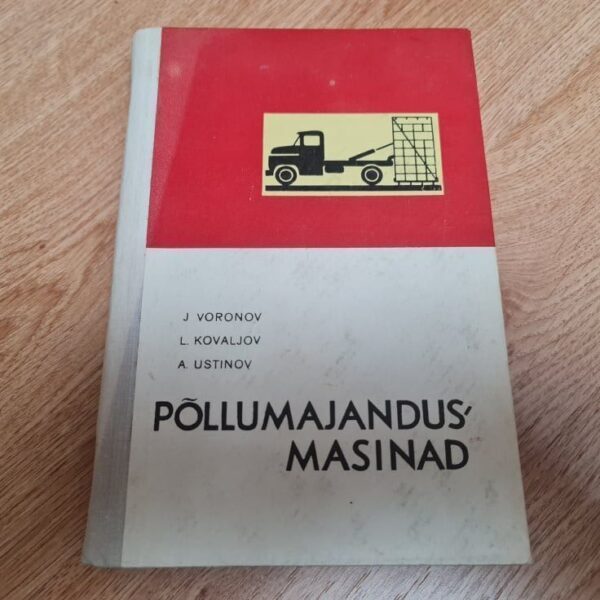 J VORONOV
L. KOVALJOV
A. USTINOV
PÕLLUMAJANDUS-
MASINAD